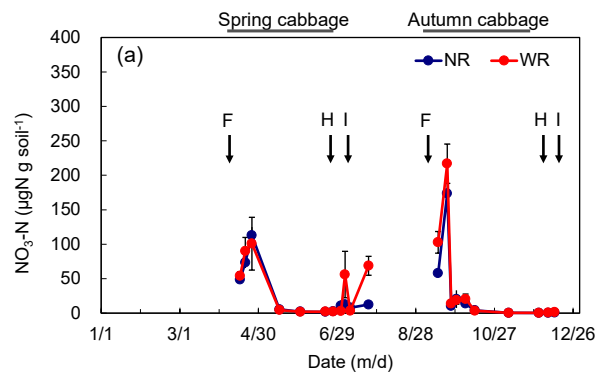 Spring cabbage Autumn cabbage
400
(a) NR WR
350
300
F H I F H I
250
200
150
100
50
0
NO₃-N (µgN g soil⁻¹)
1/1 3/1 4/30 6/29 8/28 10/27 12/26
Date (m/d)